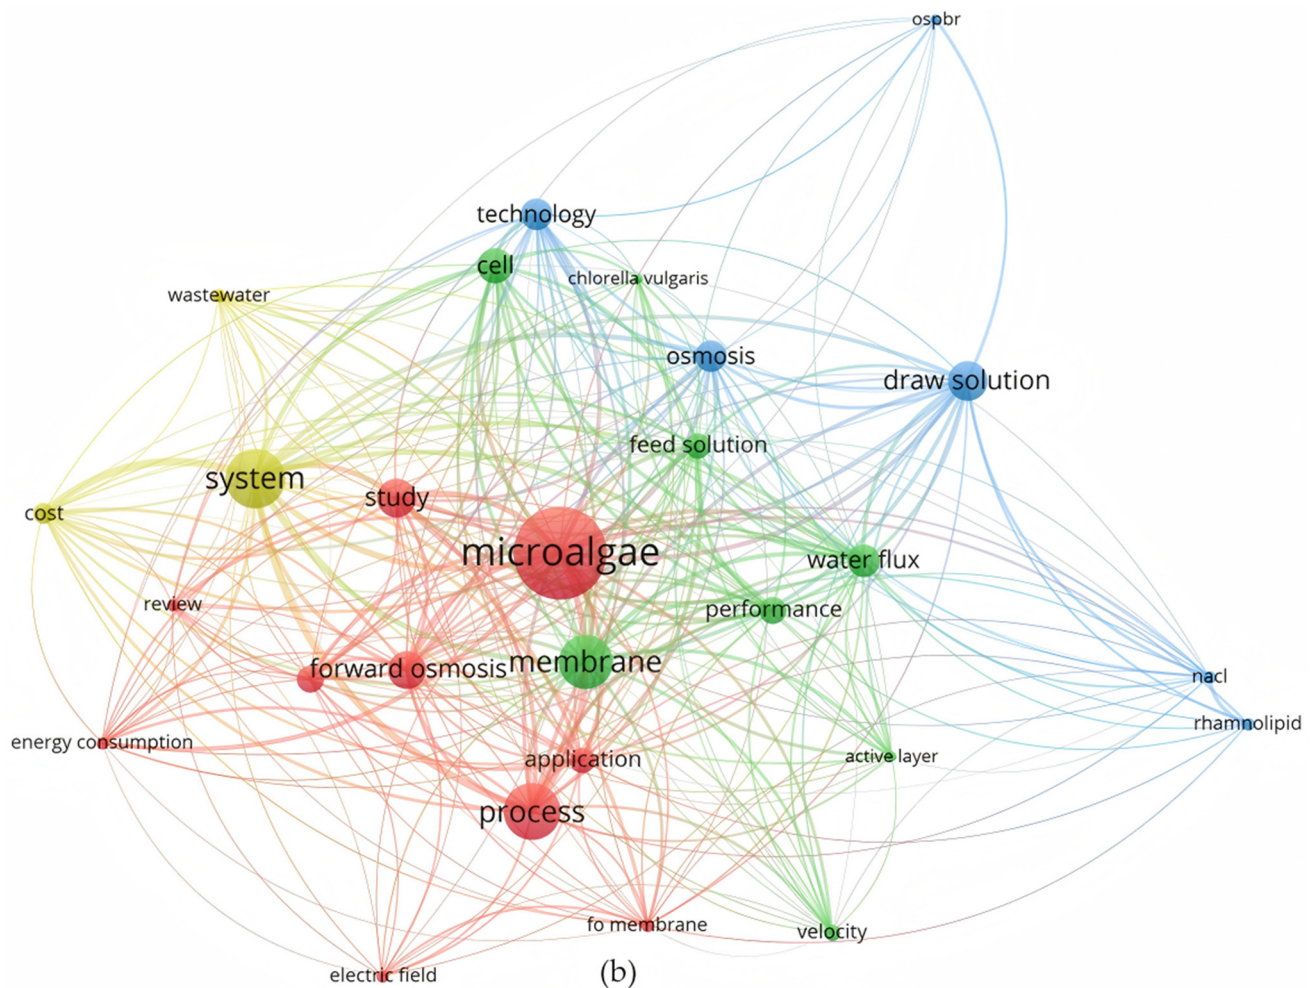 ospbr
technology
cell
chlorella vulgaris
wastewater
osmosis
draw solution
feed solution
system
study
cost
microalgae
water flux
review
performance
forward osmosis
membrane
nacl
rhamnolipid
energy consumption
application
active layer
process
fo membrane
velocity
electric field
(b)